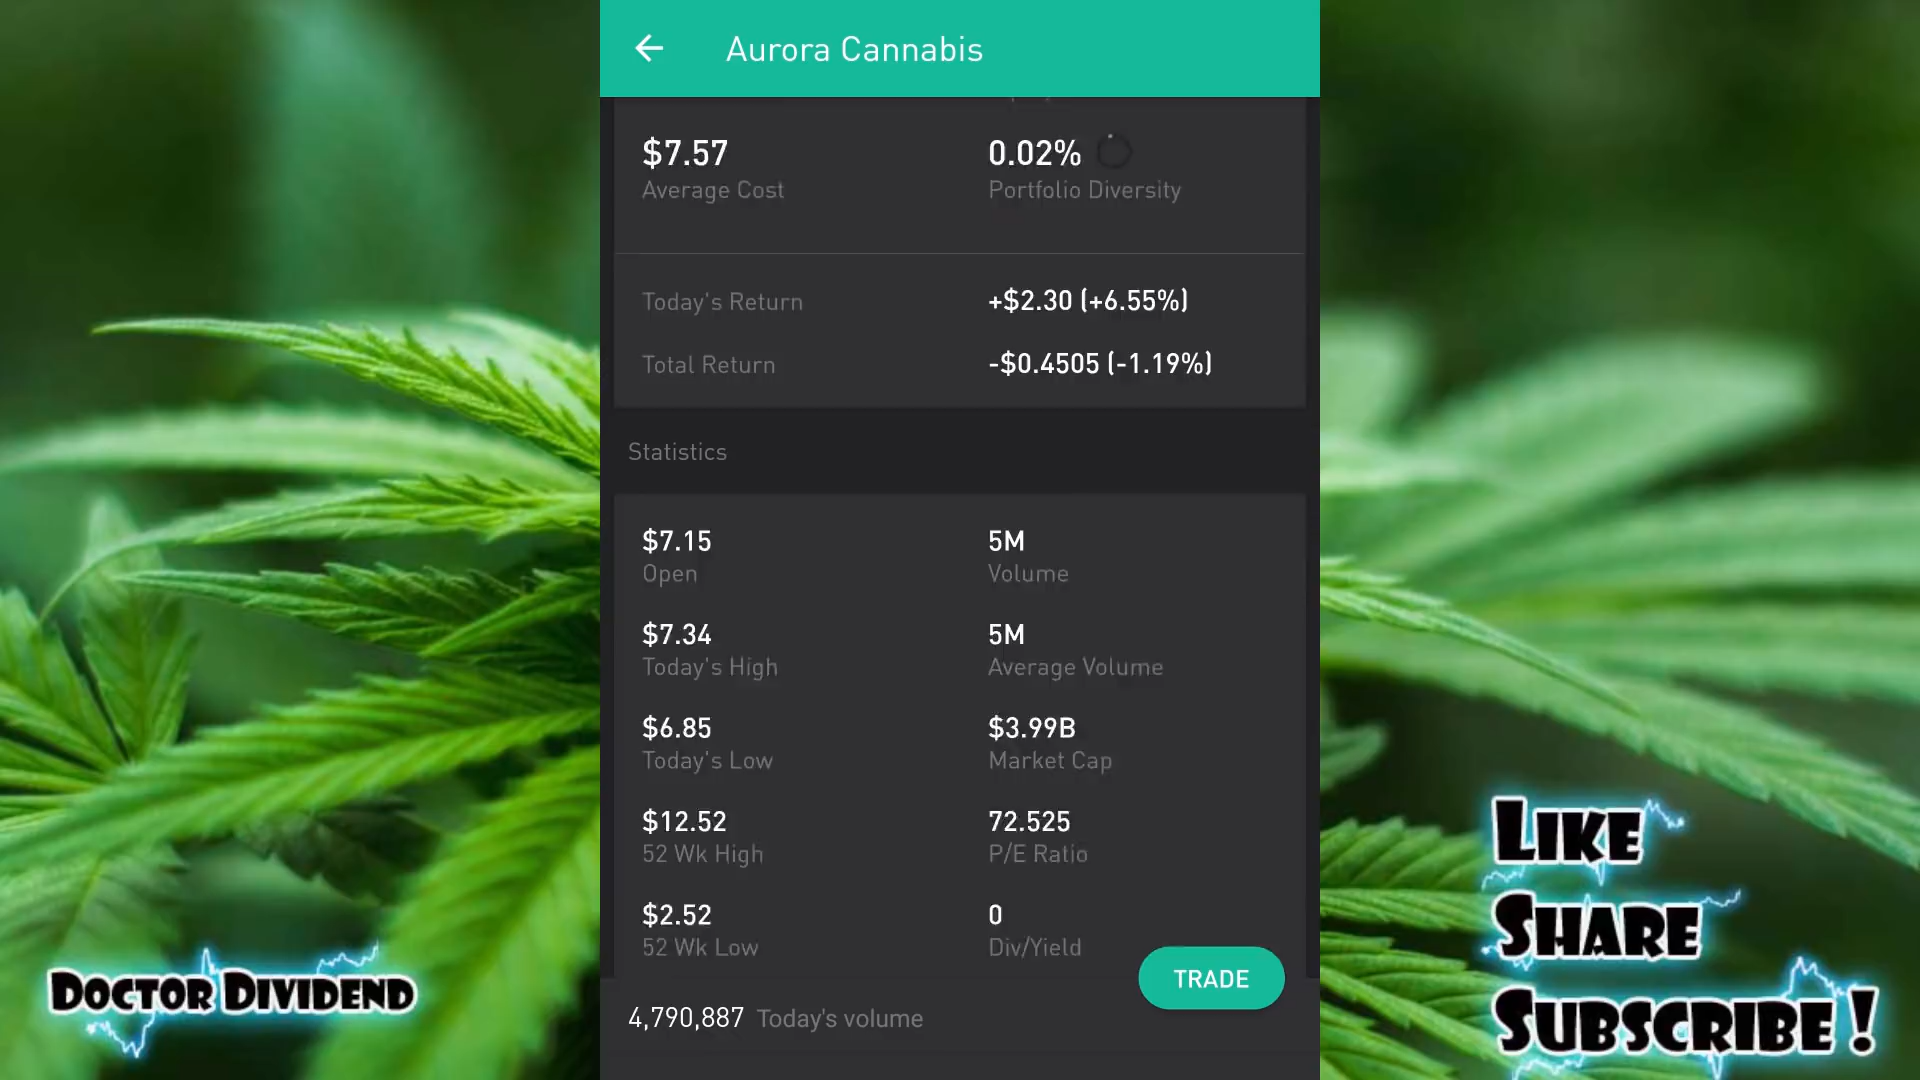 Aurora Cannabis
$7.57
0.02%
Average Cost
Portfolio Diversity
Today's Return
+$2.30 (+6.55%)
Total Return
-$0.4505 (-1.19%)
Statistics
$7.15
5M
Open
Volume
$7.34
5M
Today's High
Average Volume
$6.85
$3.99B
Today's Low
Market Cap
$12.52
72.525
52 Wk High
P/E Ratio
$2.52
0
52 Wk Low
Div/Yield
TRADE
4,790,887 Today's volume
DOCTOR DIVIDEND
LIKE
SHARE
SUBSCRIBE !